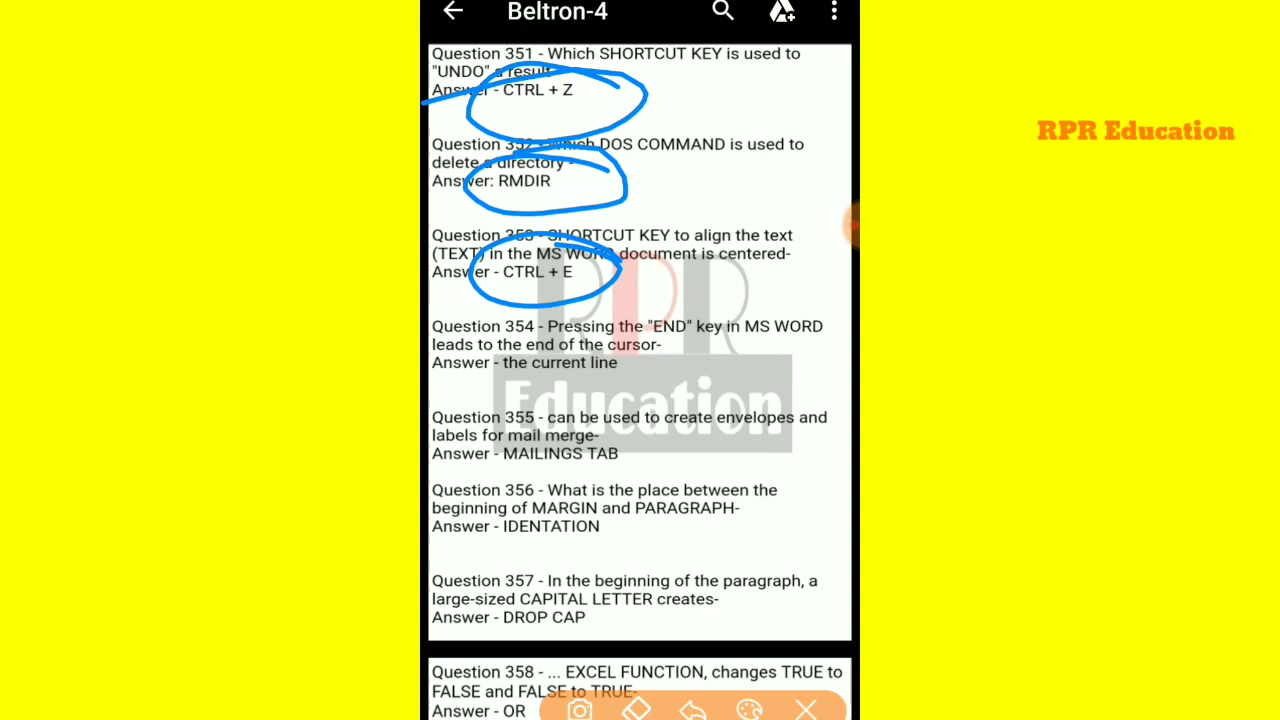 Beltron-4
RPR Education
Question 351 - Which SHORTCUT KEY is used to
"UNDO" a result -
Answer - CTRL + Z
Question 352 - Which DOS COMMAND is used to
delete a directory -
Answer: RMDIR
Question 353 - SHORTCUT KEY to align the text
(TEXT) in the MS WORD document is centered-
Answer - CTRL + E
Question 354 - Pressing the "END" key in MS WORD
leads to the end of the cursor-
Answer - the current line
Question 355 - can be used to create envelopes and
labels for mail merge-
Answer - MAILINGS TAB
Question 356 - What is the place between the
beginning of MARGIN and PARAGRAPH-
Answer - IDENTATION
Question 357 - In the beginning of the paragraph, a
large-sized CAPITAL LETTER creates-
Answer - DROP CAP
Question 358 - ... EXCEL FUNCTION, changes TRUE to
FALSE and FALSE to TRUE-
Answer - OR
RPR
Education